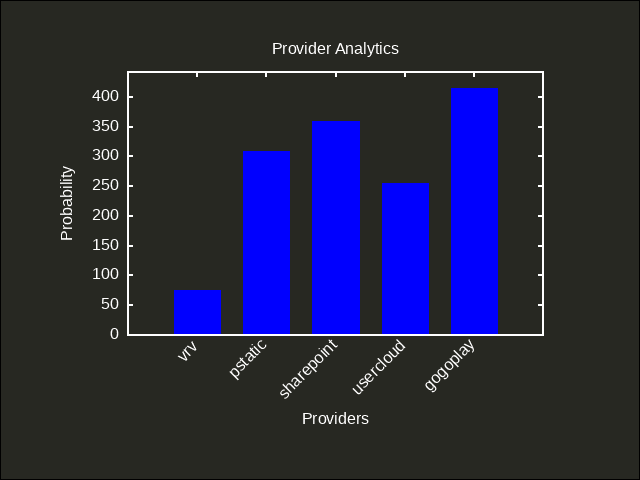 Provider Analytics
400
350
300
250
200
150
100
50
0
Probability
vrv
pstatic
sharepoint
usercloud
gogoplay
Providers